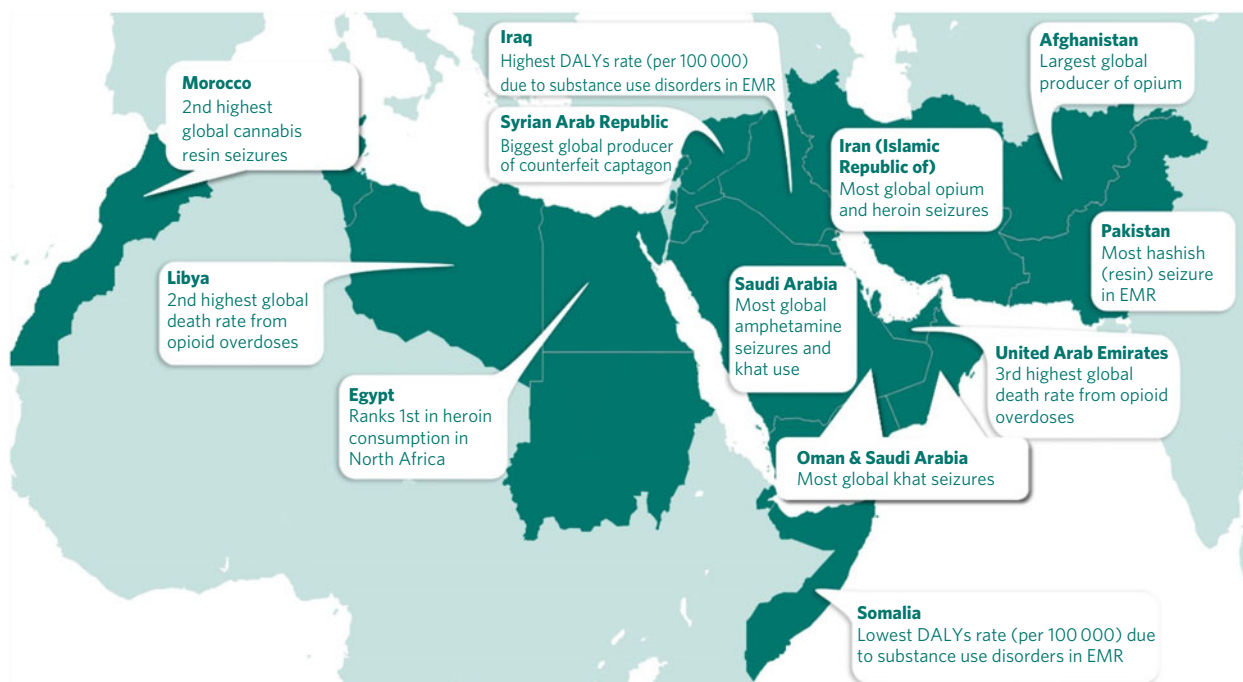 Iraq
Highest DALYs rate (per 100 000)
due to substance use disorders in EMR
Afghanistan
Largest global
producer of opium
Morocco
2nd highest
global cannabis
resin seizures
Syrian Arab Republic
Biggest global producer
of counterfeit captagon
Iran (Islamic
Republic of)
Most global opium
and heroin seizures
Pakistan
Most hashish
(resin) seizure
in EMR
Libya
2nd highest global
death rate from
opioid overdoses
Saudi Arabia
Most global
amphetamine
seizures and
khat use
United Arab Emirates
3rd highest global
death rate from opioid
overdoses
Egypt
Ranks 1st in heroin
consumption in
North Africa
Oman & Saudi Arabia
Most global khat seizures
Somalia
Lowest DALYs rate (per 100 000) due
to substance use disorders in EMR